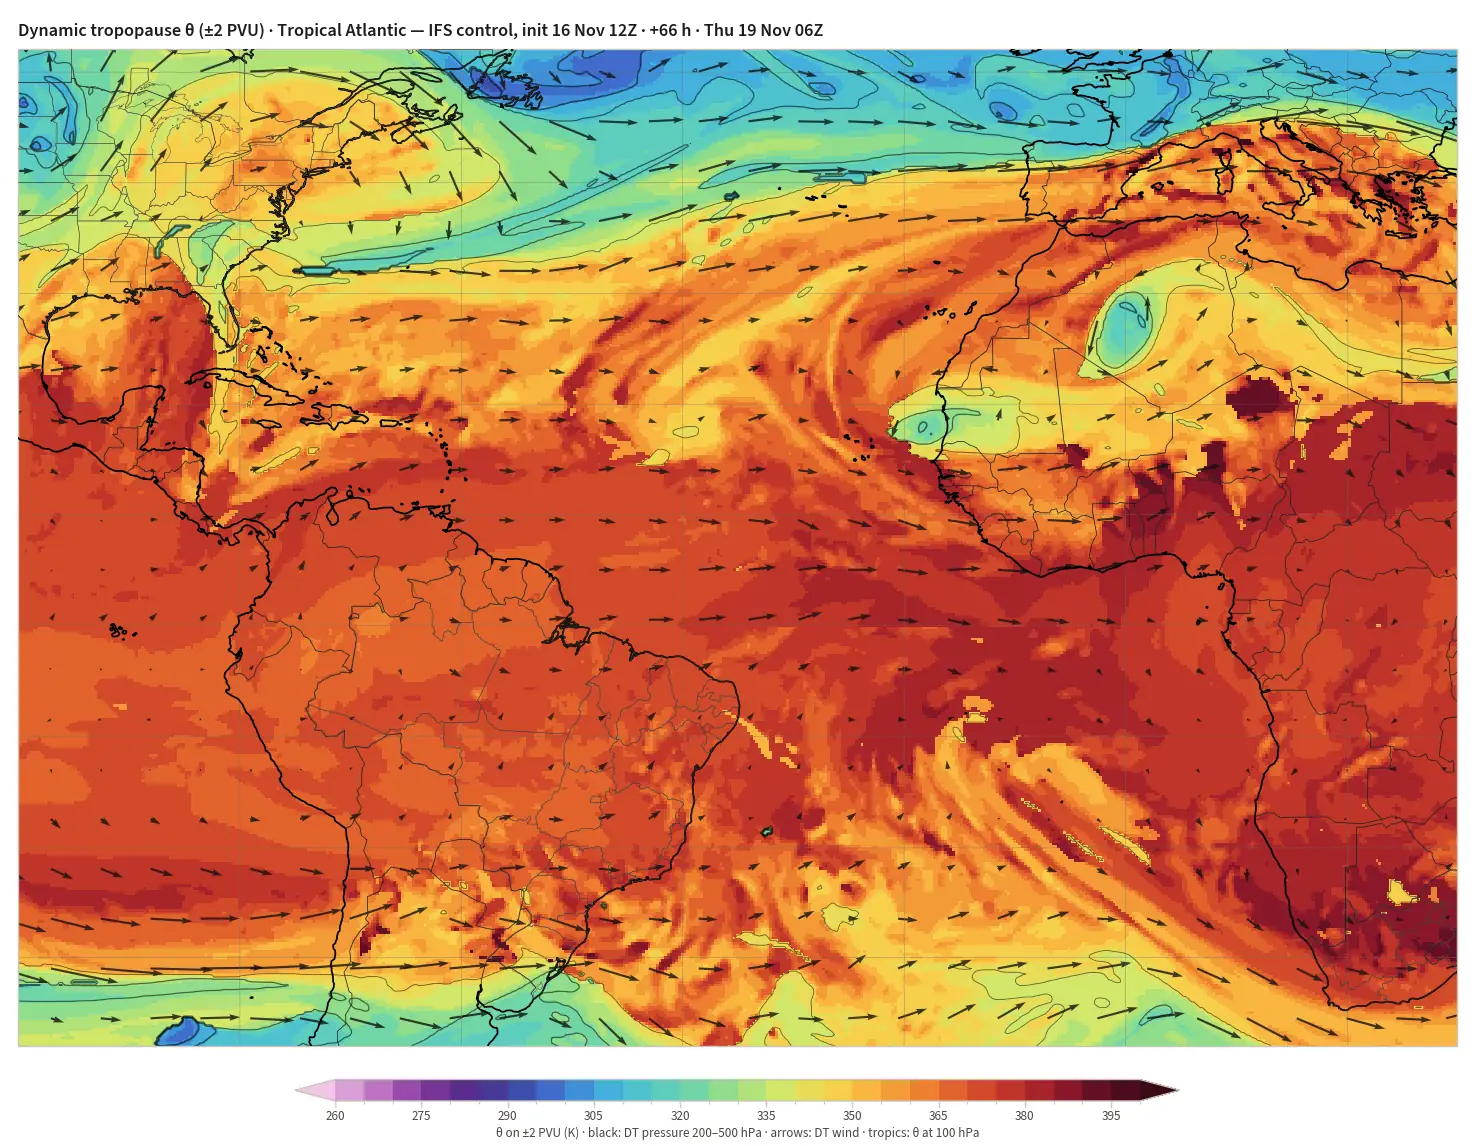 Dynamic tropopause θ (±2 PVU) · Tropical Atlantic — IFS control, init 16 Nov 12Z · +66 h · Thu 19 Nov 06Z
260 275 290 305 320 335 350 365 380 395
θ on ±2 PVU (K) · black: DT pressure 200–500 hPa · arrows: DT wind · tropics: θ at 100 hPa